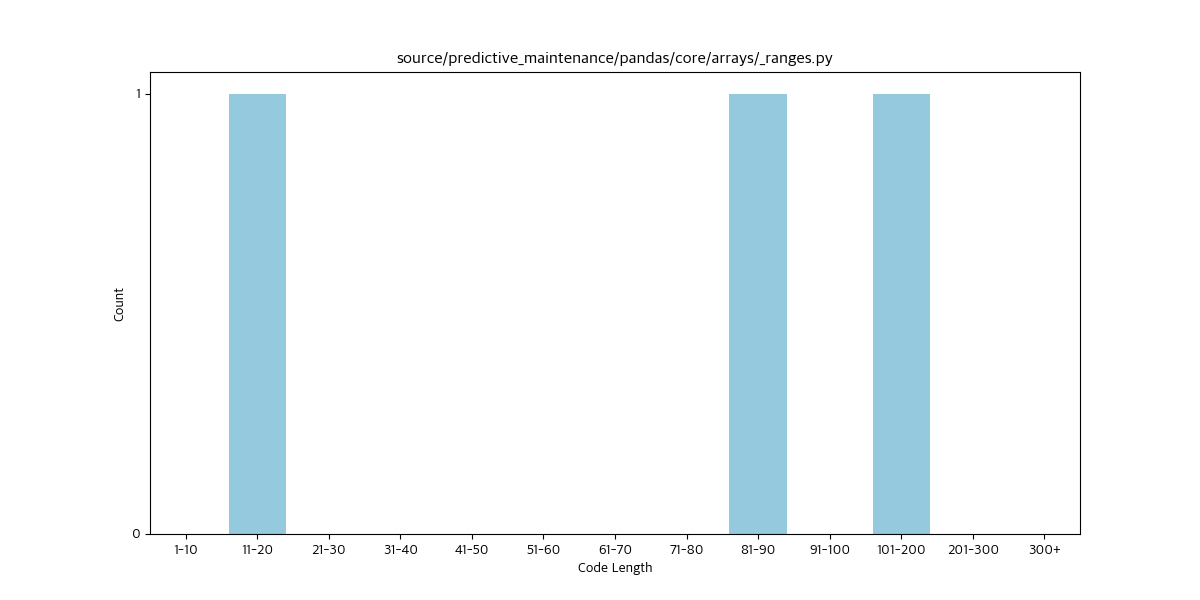 source/predictive_maintenance/pandas/core/arrays/_ranges.py
1
Count
0
1-10 11-20 21-30 31-40 41-50 51-60 61-70 71-80 81-90 91-100 101-200 201-300 300+
Code Length